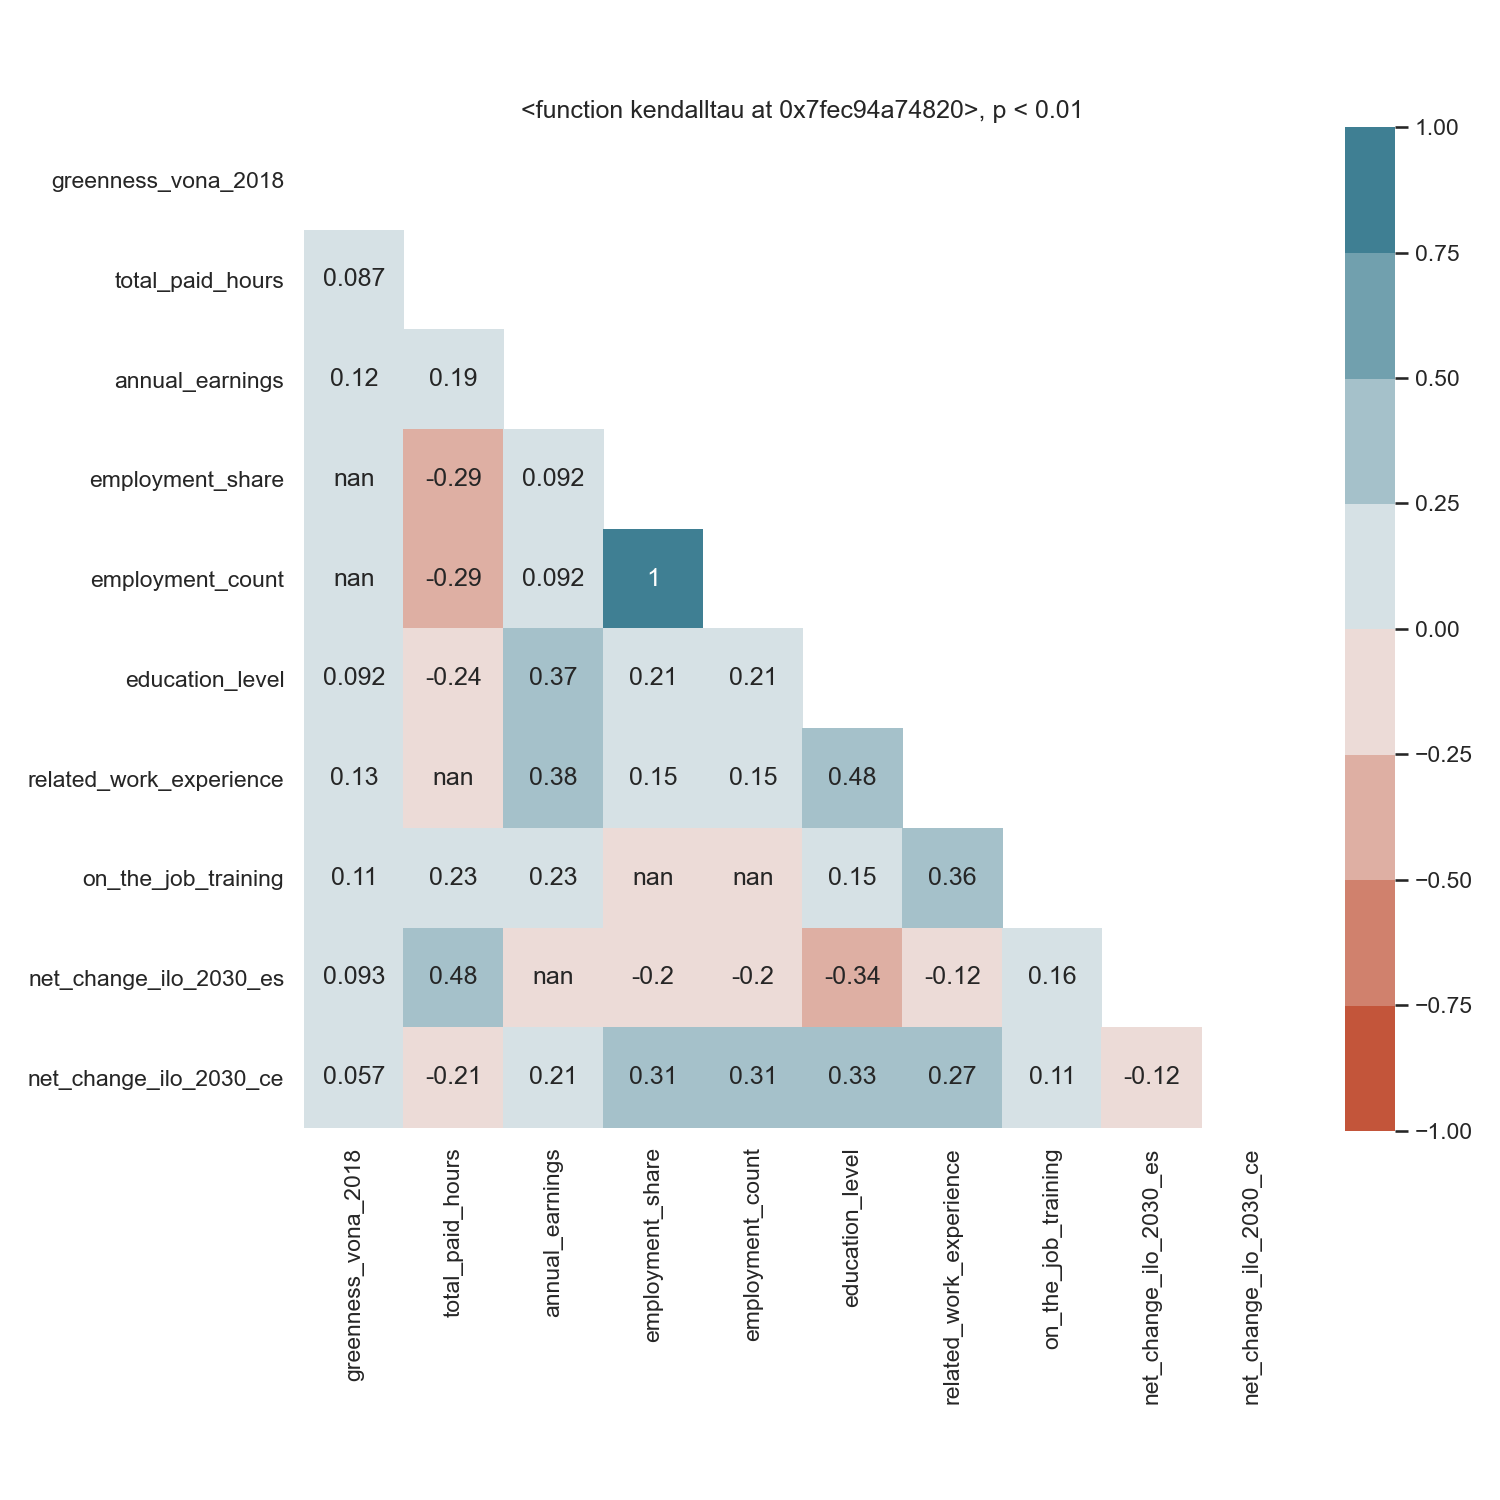 <function kendalltau at 0x7fec94a74820>, p < 0.01
greenness_vona_2018
total_paid_hours 0.087
annual_earnings 0.12 0.19
employment_share nan -0.29 0.092
employment_count nan -0.29 0.092 1
education_level 0.092 -0.24 0.37 0.21 0.21
related_work_experience 0.13 nan 0.38 0.15 0.15 0.48
on_the_job_training 0.11 0.23 0.23 nan nan 0.15 0.36
net_change_ilo_2030_es 0.093 0.48 nan -0.2 -0.2 -0.34 -0.12 0.16
net_change_ilo_2030_ce 0.057 -0.21 0.21 0.31 0.31 0.33 0.27 0.11 -0.12
greenness_vona_2018
total_paid_hours
annual_earnings
employment_share
employment_count
education_level
related_work_experience
on_the_job_training
net_change_ilo_2030_es
net_change_ilo_2030_ce
1.00
0.75
0.50
0.25
0.00
−0.25
−0.50
−0.75
−1.00